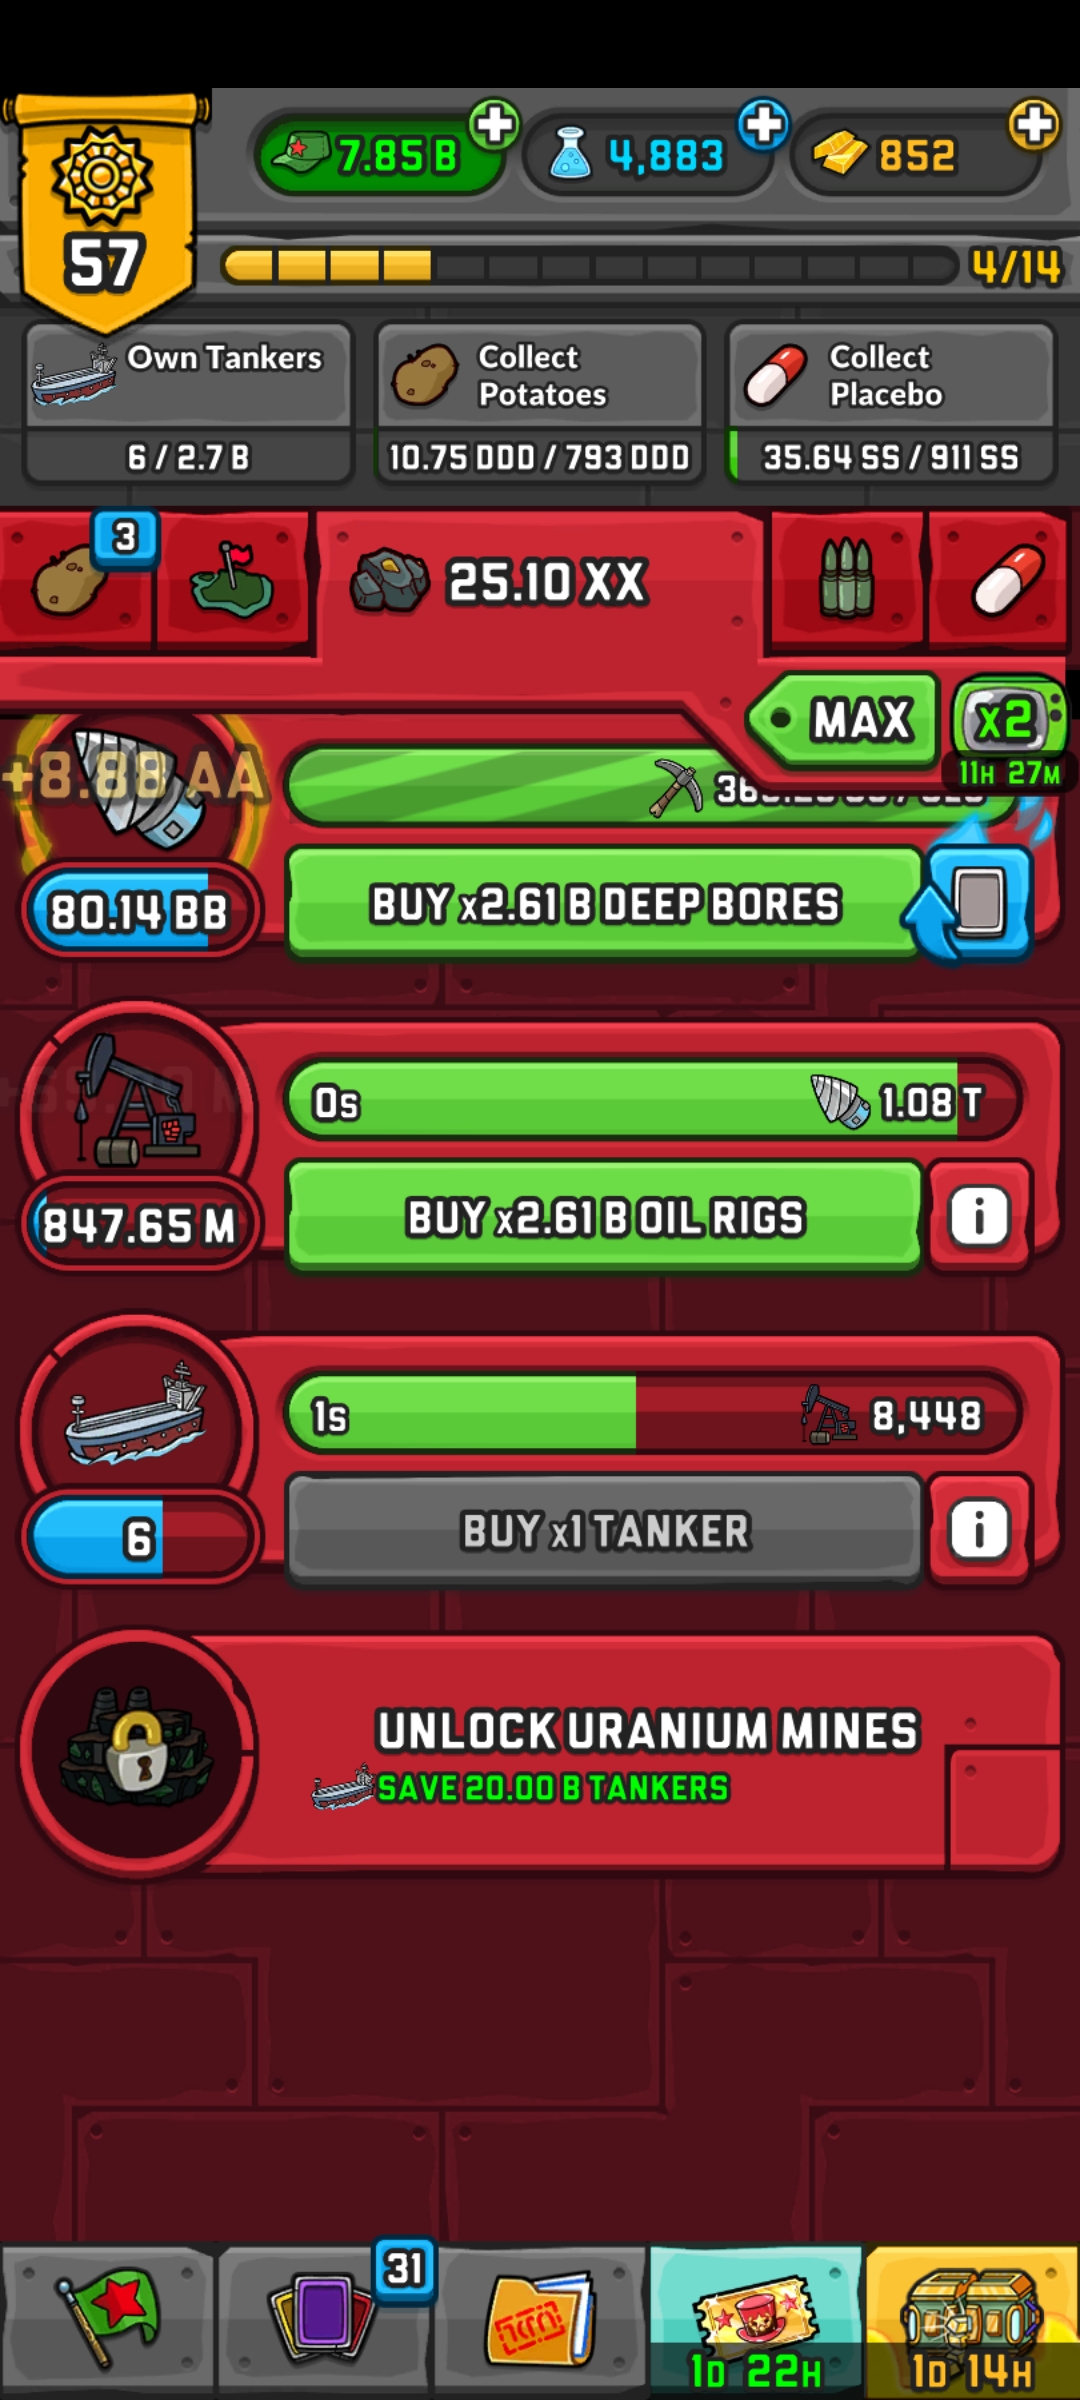 57
7.85 B
4,883
852
4/14
Own Tankers
6 / 2.7 B
Collect
Potatoes
10.75 DDD / 793 DDD
Collect
Placebo
35.64 SS / 911 SS
3
25.10 XX
MAX
x2
11H 27M
+8.88 AA
80.14 BB
BUY x2.61 B DEEP BORES
0s
1.08 T
847.65 M
BUY x2.61 B OIL RIGS
i
1s
8,448
6
BUY x1 TANKER
i
UNLOCK URANIUM MINES
SAVE 20.00 B TANKERS
31
1D 22H
1D 14H